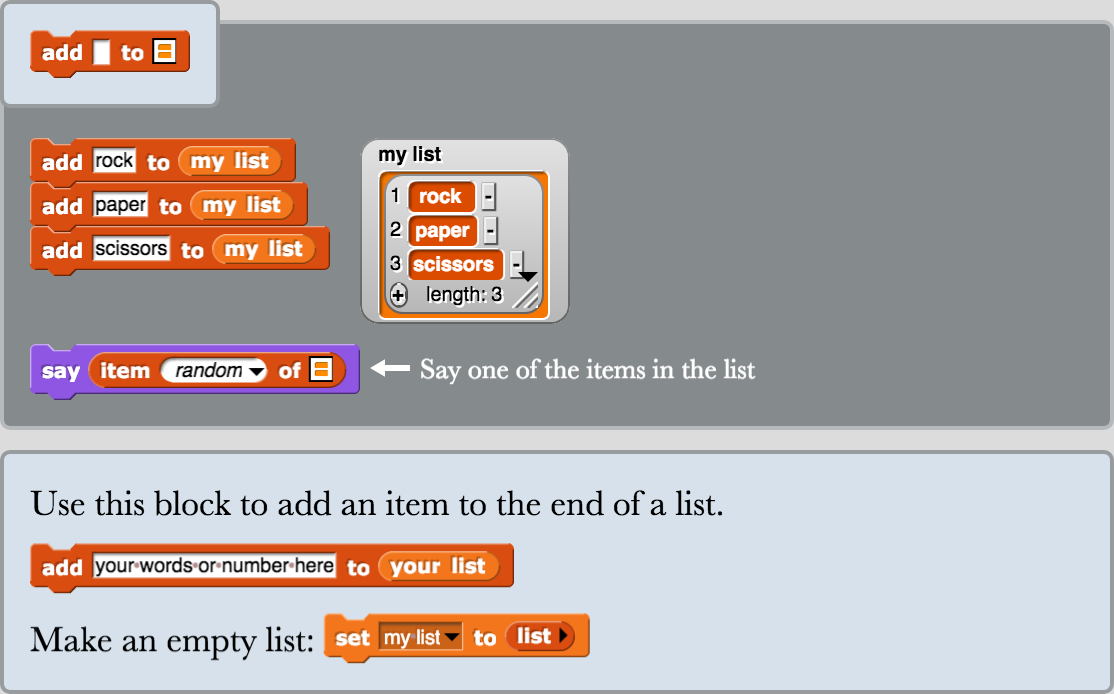 add to
add rock to my list
add paper to my list
add scissors to my list
my list
1 rock -
2 paper -
3 scissors -
+ length: 3
say item random of
Say one of the items in the list
Use this block to add an item to the end of a list.
add your words or number here to your list
Make an empty list: set my list to list